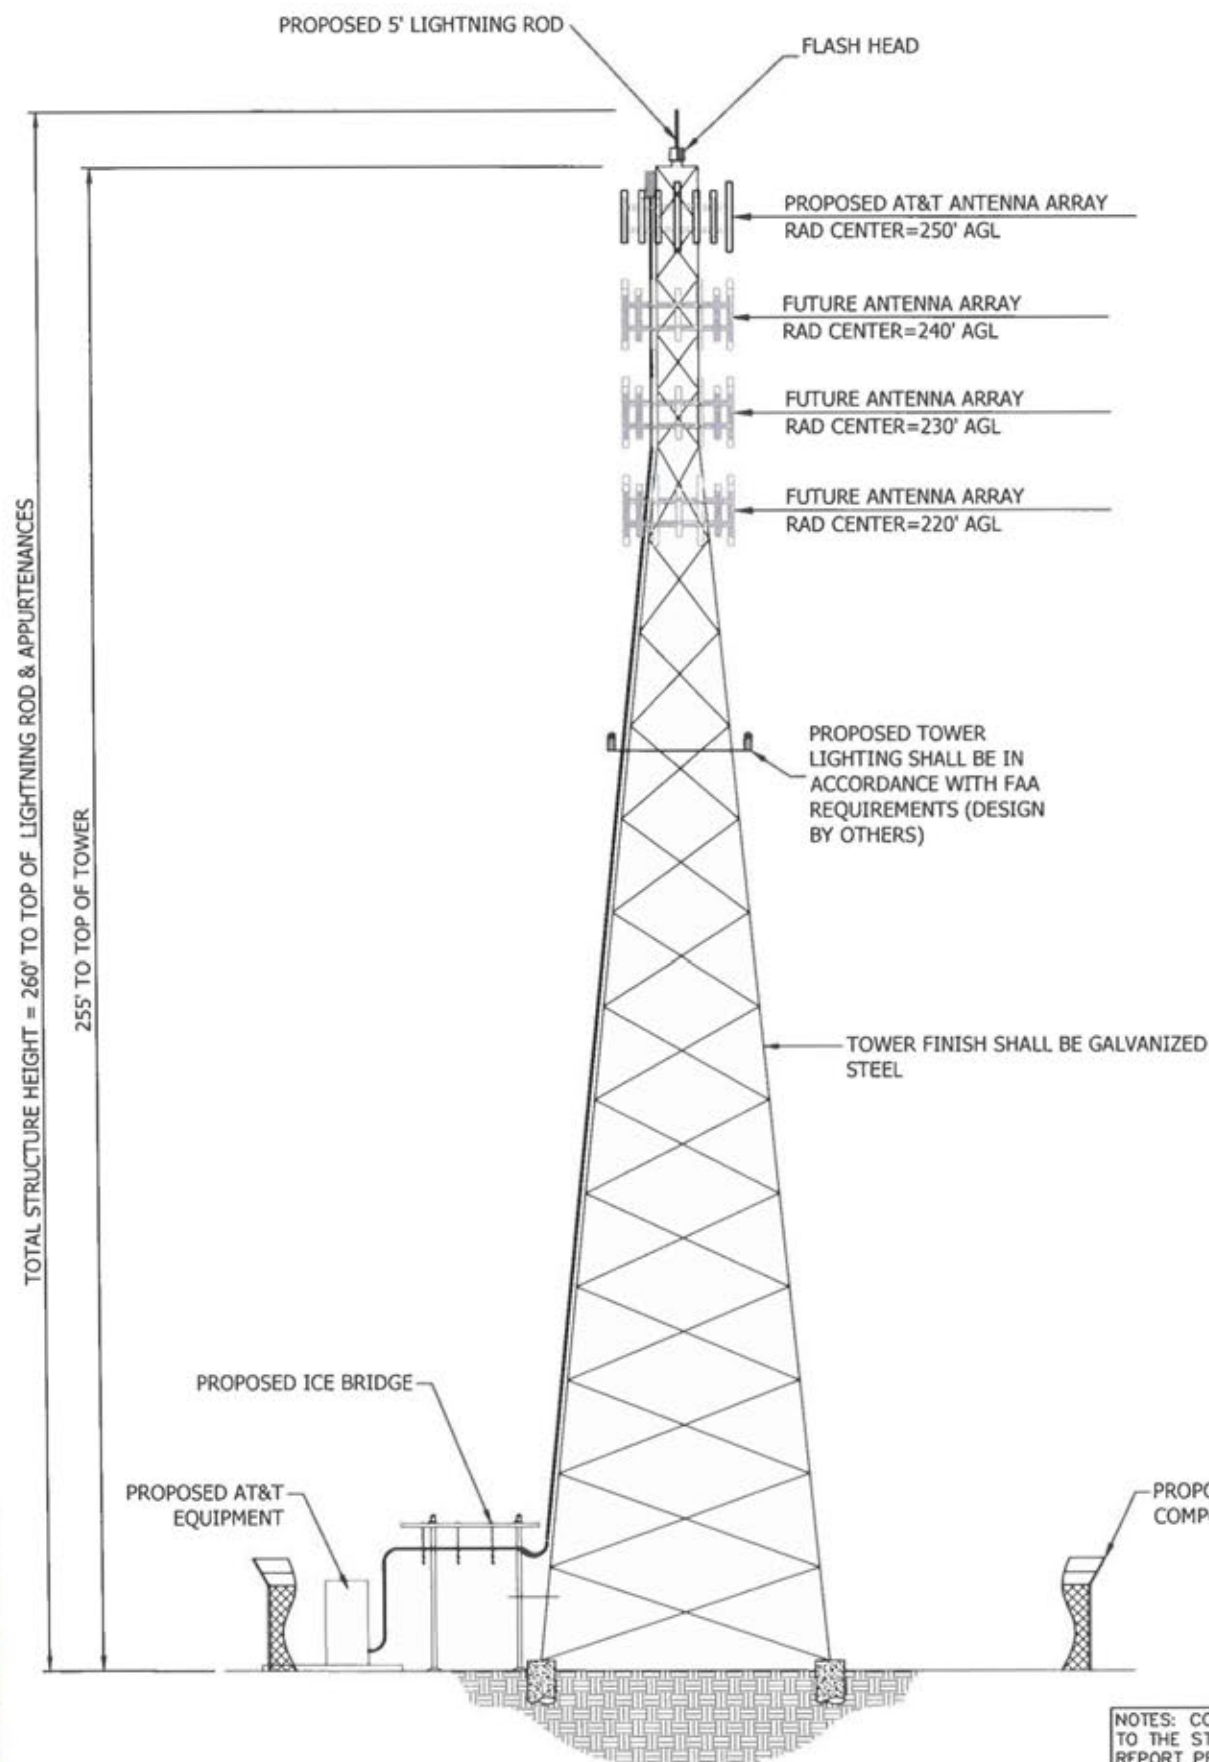 PROPOSED 5' LIGHTNING ROD
FLASH HEAD
PROPOSED AT&T ANTENNA ARRAY
RAD CENTER=250' AGL
FUTURE ANTENNA ARRAY
RAD CENTER=240' AGL
FUTURE ANTENNA ARRAY
RAD CENTER=230' AGL
FUTURE ANTENNA ARRAY
RAD CENTER=220' AGL
TOTAL STRUCTURE HEIGHT = 260' TO TOP OF LIGHTNING ROD & APPURTENANCES
255' TO TOP OF TOWER
PROPOSED TOWER
LIGHTING SHALL BE IN
ACCORDANCE WITH FAA
REQUIREMENTS (DESIGN
BY OTHERS)
TOWER FINISH SHALL BE GALVANIZED
STEEL
PROPOSED ICE BRIDGE
PROPOSED AT&T
EQUIPMENT
NOTES:
TO THE
REPORT